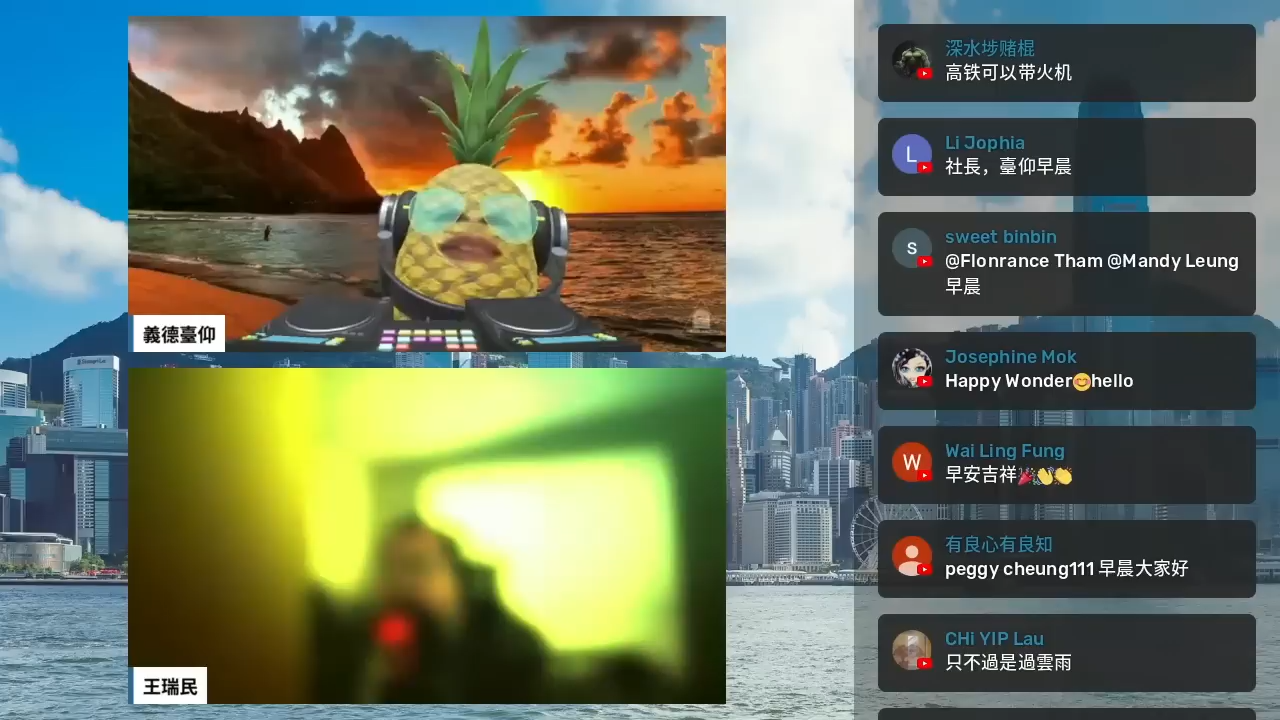 義德臺仰
王瑞民
深水埗赌棍
高铁可以带火机
L
Li Jophia
社長，臺仰早晨
s
sweet binbin
@Flonrance Tham @Mandy Leung
早晨
Josephine Mok
Happy Wonder😊hello
W
Wai Ling Fung
早安吉祥🎉👏👏
有良心有良知
peggy cheung111 早晨大家好
CHi YIP Lau
只不過是過雲雨